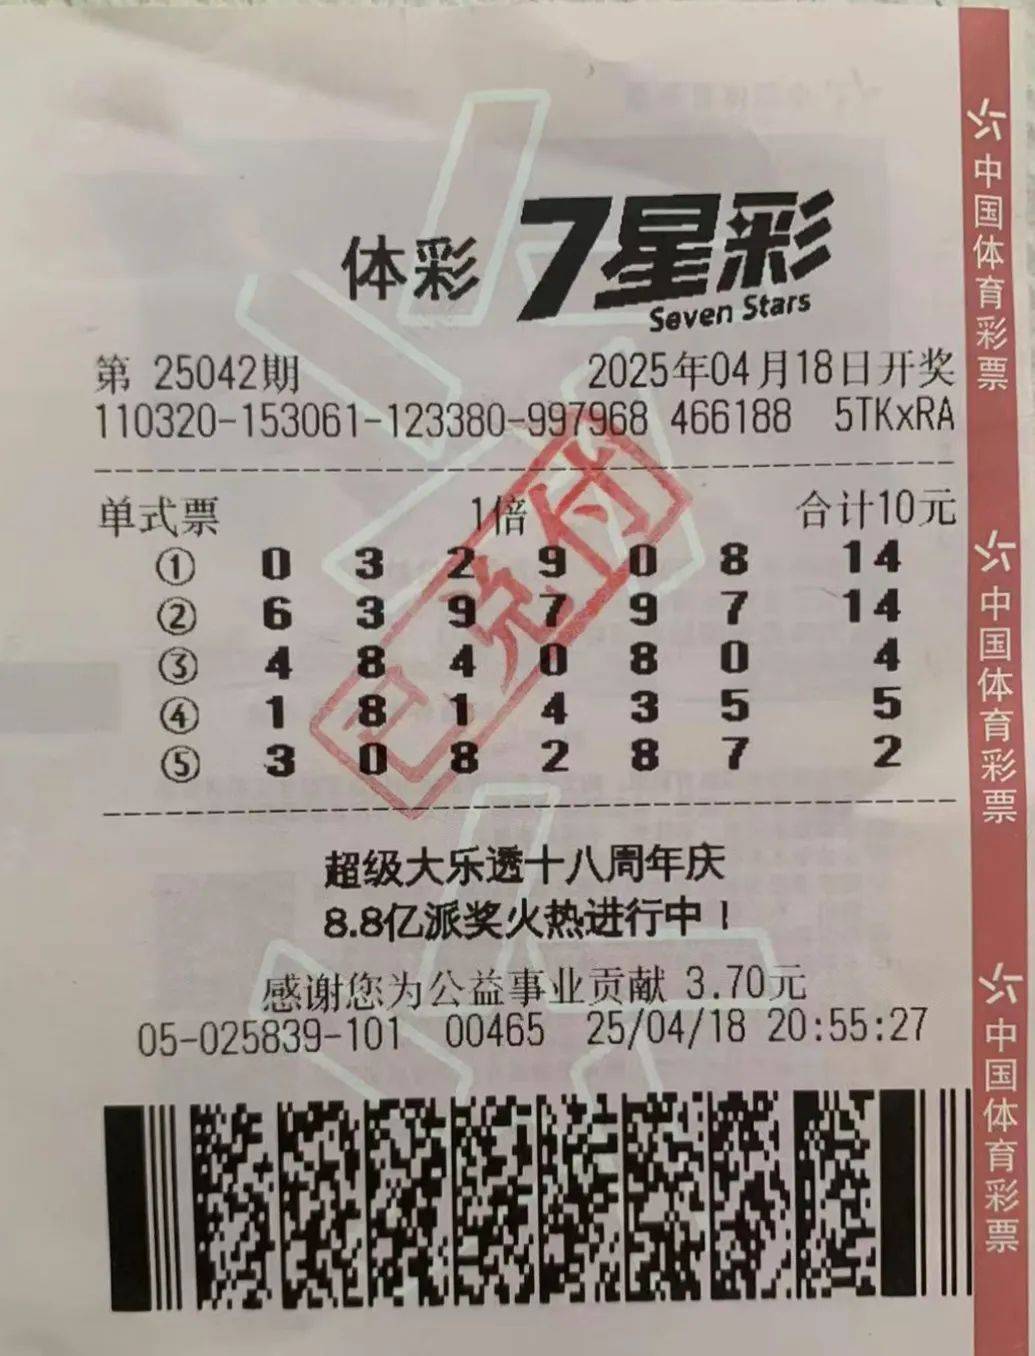 体彩 7星彩
Seven Stars
第 25042期 2025年04月18日开奖
110320-153061-123380-997968 466188 5TKxRA
单式票 1倍 合计10元
① 0 3 2 9 0 8 14
② 6 3 9 7 9 7 14
③ 4 8 4 0 8 0 4
④ 1 8 1 4 3 5 5
⑤ 3 0 8 2 8 7 2
已兑付
超级大乐透十八周年庆
8.8亿派奖火热进行中！
感谢您为公益事业贡献 3.70元
05-025839-101 00465 25/04/18 20:55:27
中国体育彩票
中国体育彩票
中国体育彩票